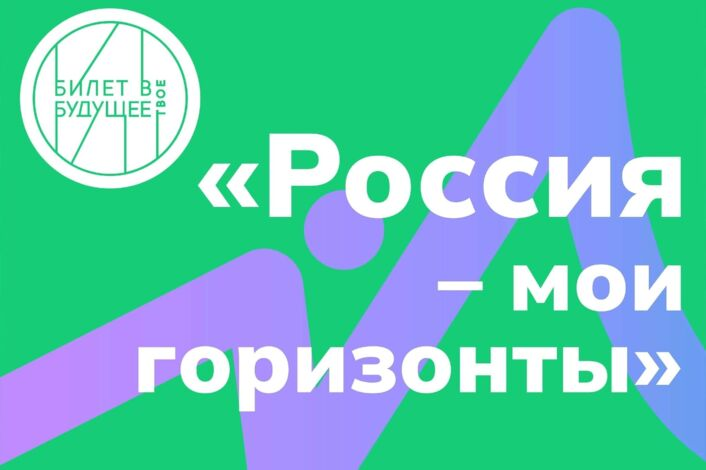 БИЛЕТ В
БУДУЩЕЕ
ТВОЕ
«Россия
– мои
горизонты»